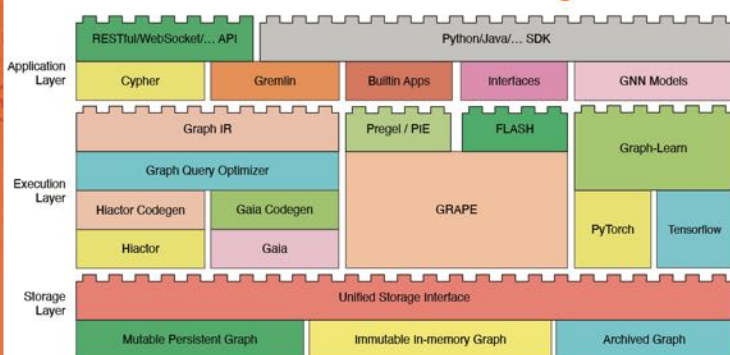 RESTful/WebSocket/... API
Python/Java/... SDK
Application
Layer
Cypher
Gremlin
Builtin Apps
Interfaces
GNN Models
Graph IR
Pregel / PIE
FLASH
Graph-Learn
Graph Query Optimizer
Execution
Layer
Hiactor Codegen
Gaia Codegen
GRAPE
PyTorch
Tensorflow
Hiactor
Gaia
Storage
Layer
Unified Storage Interface
Mutable Persistent Graph
Immutable In-memory Graph
Archived Graph